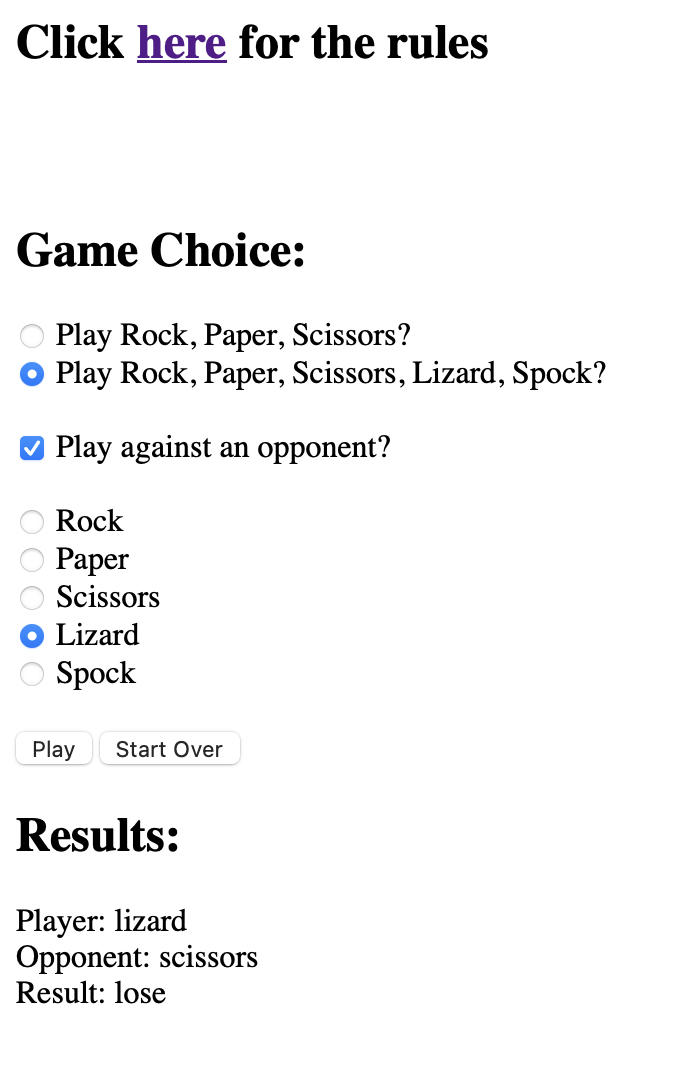 Click here for the rules
Game Choice:
Play Rock, Paper, Scissors?
Play Rock, Paper, Scissors, Lizard, Spock?
Play against an opponent?
Rock
Paper
Scissors
Lizard
Spock
Play Start Over
Results:
Player: lizard
Opponent: scissors
Result: lose